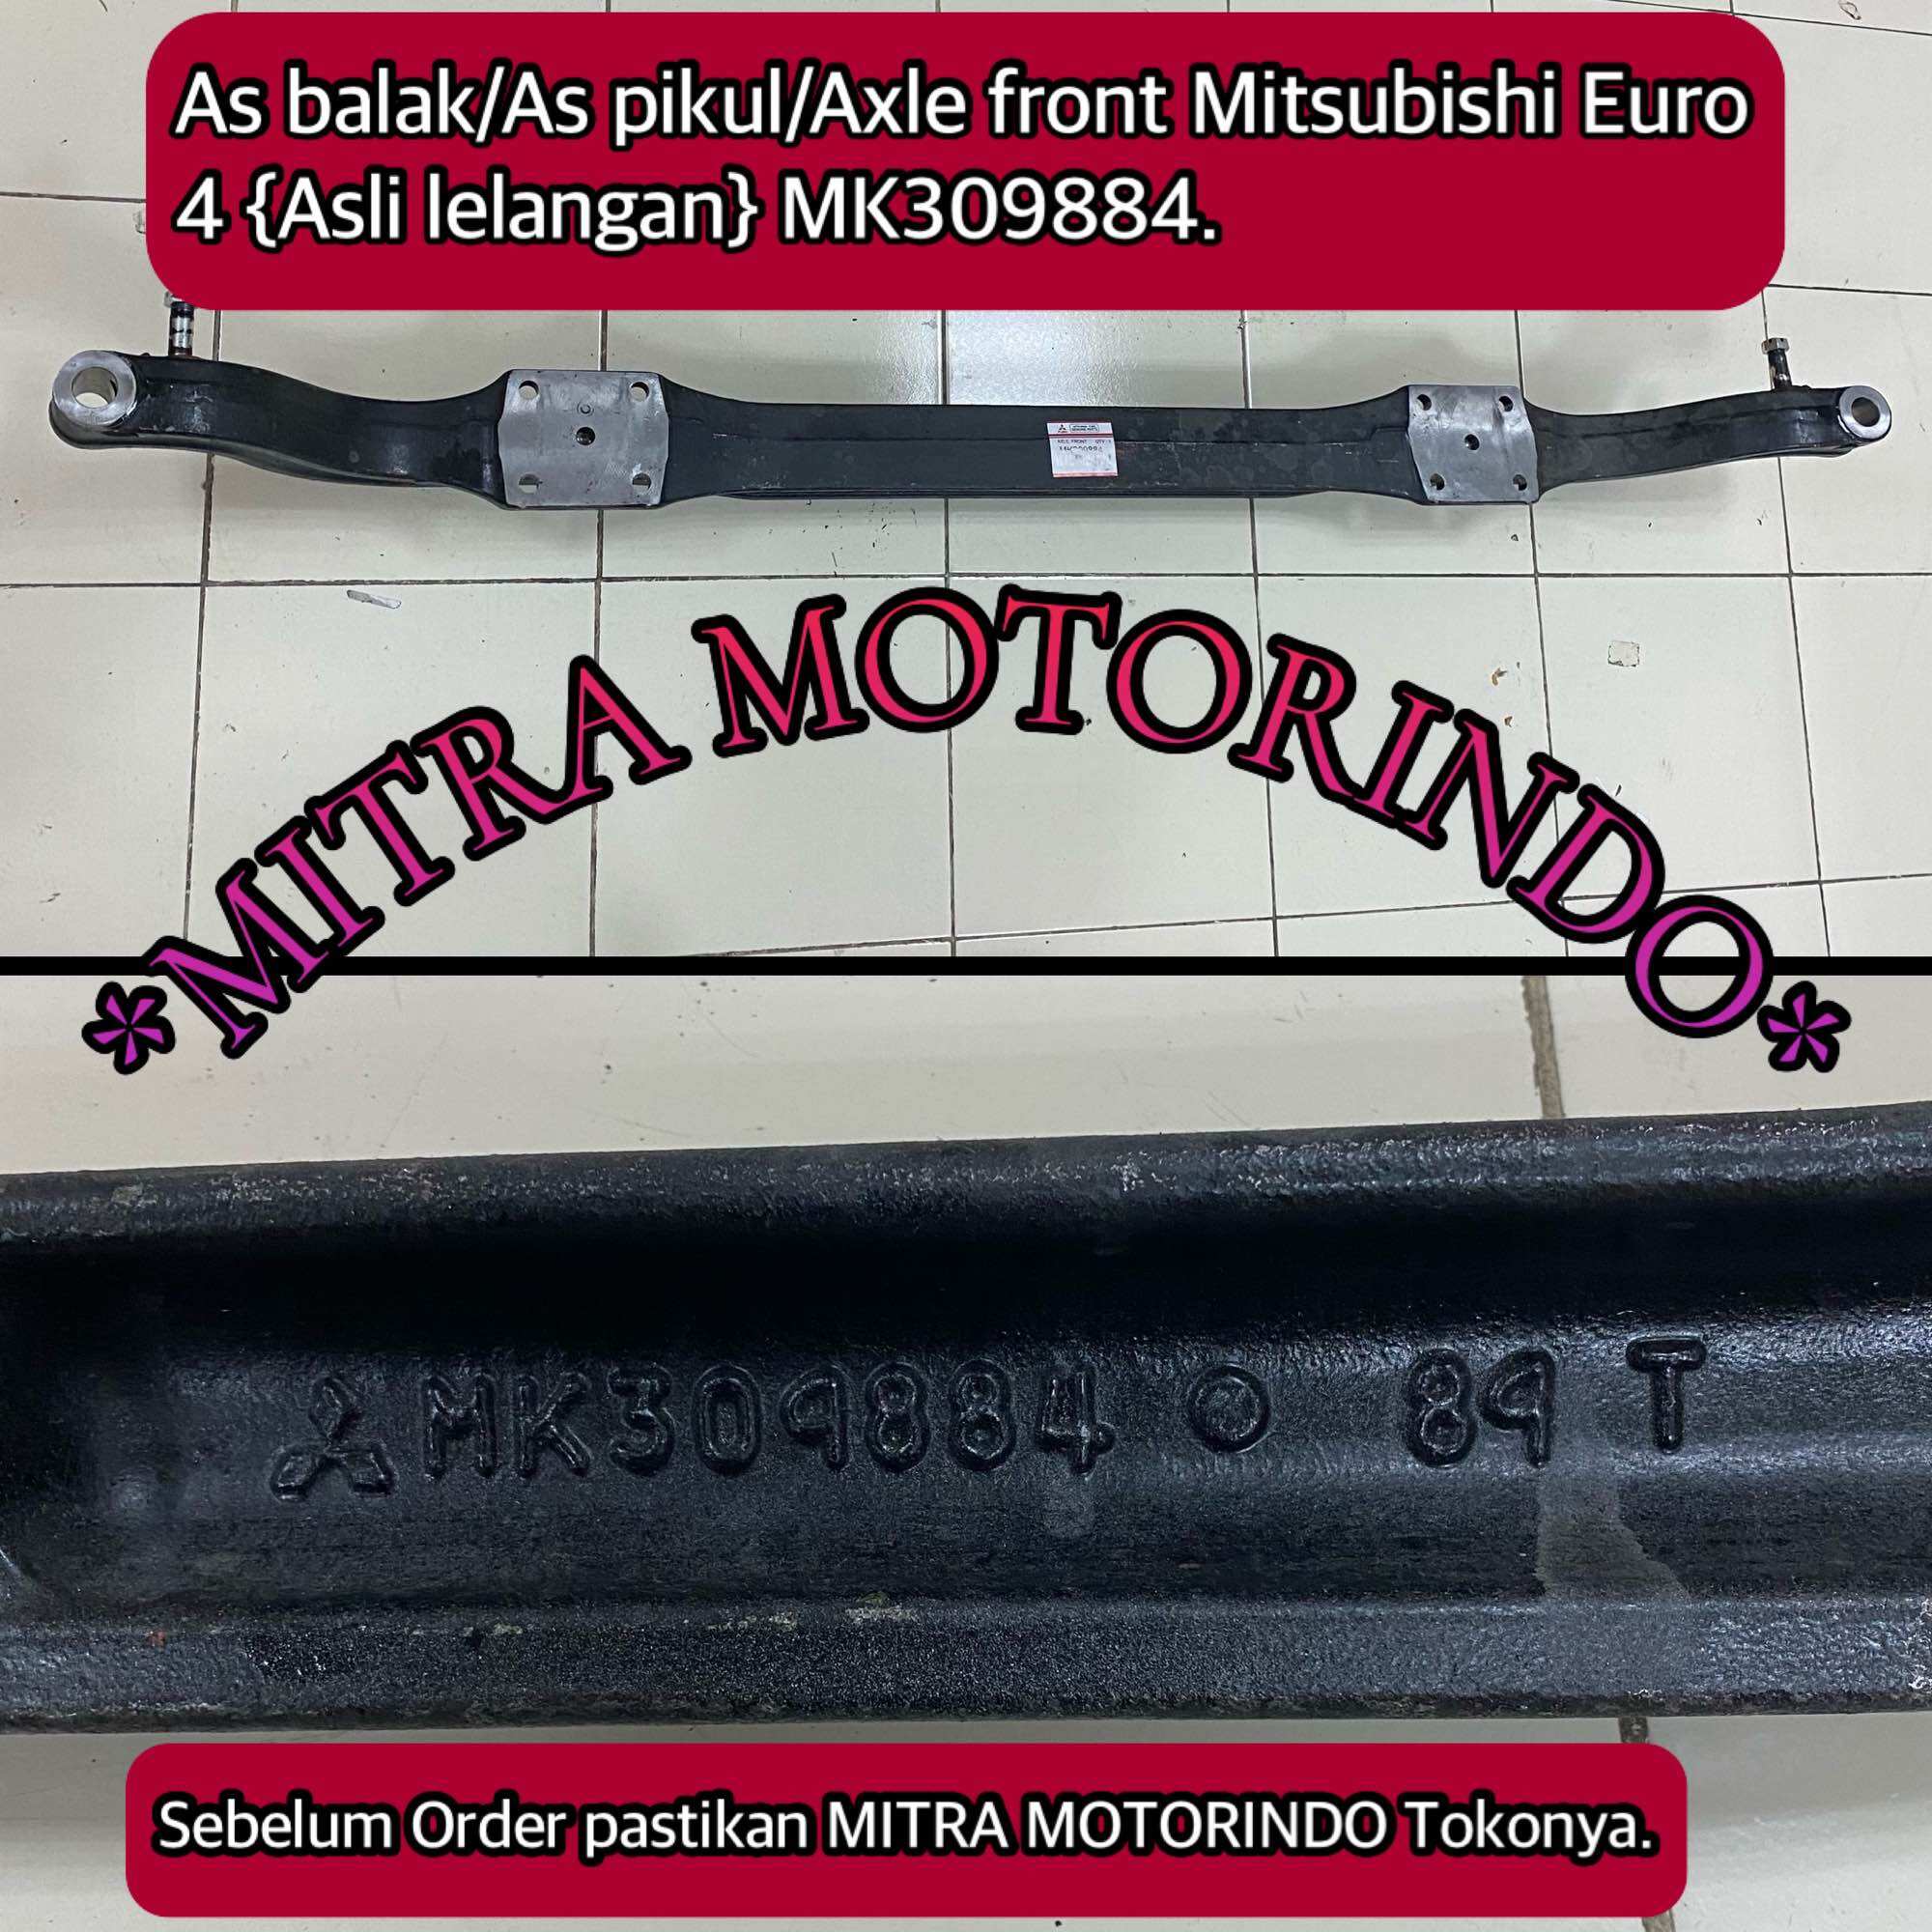 As balak/As pikul/Axle front Mitsubishi Euro
4 {Asli lelangan} MK309884.
*MITRA MOTORINDO*
MK309884 O 89 T
Sebelum Order pastikan MITRA MOTORINDO Tokonya.